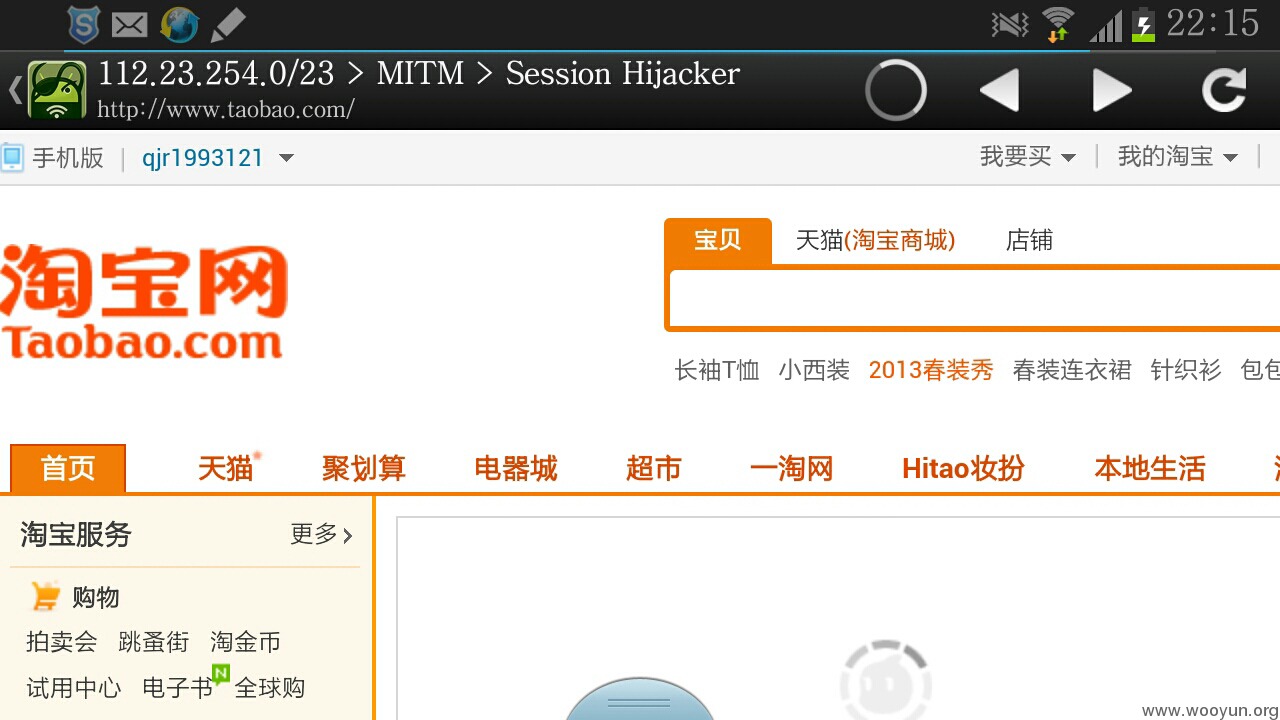 22:15
112.23.254.0/23 > MITM > Session Hijacker
http://www.taobao.com/
手机版 | qjr1993121 我要买 | 我的淘宝 |
宝贝 天猫(淘宝商城) 店铺
淘宝网
Taobao.com
长袖T恤 小西装 2013春装秀 春装连衣裙 针织衫 包包
首页 天猫 聚划算 电器城 超市 一淘网 Hitao妆扮 本地生活
淘宝服务 更多
购物
拍卖会 跳蚤街 淘金币
试用中心 电子书 N 全球购
www.wooyun.org